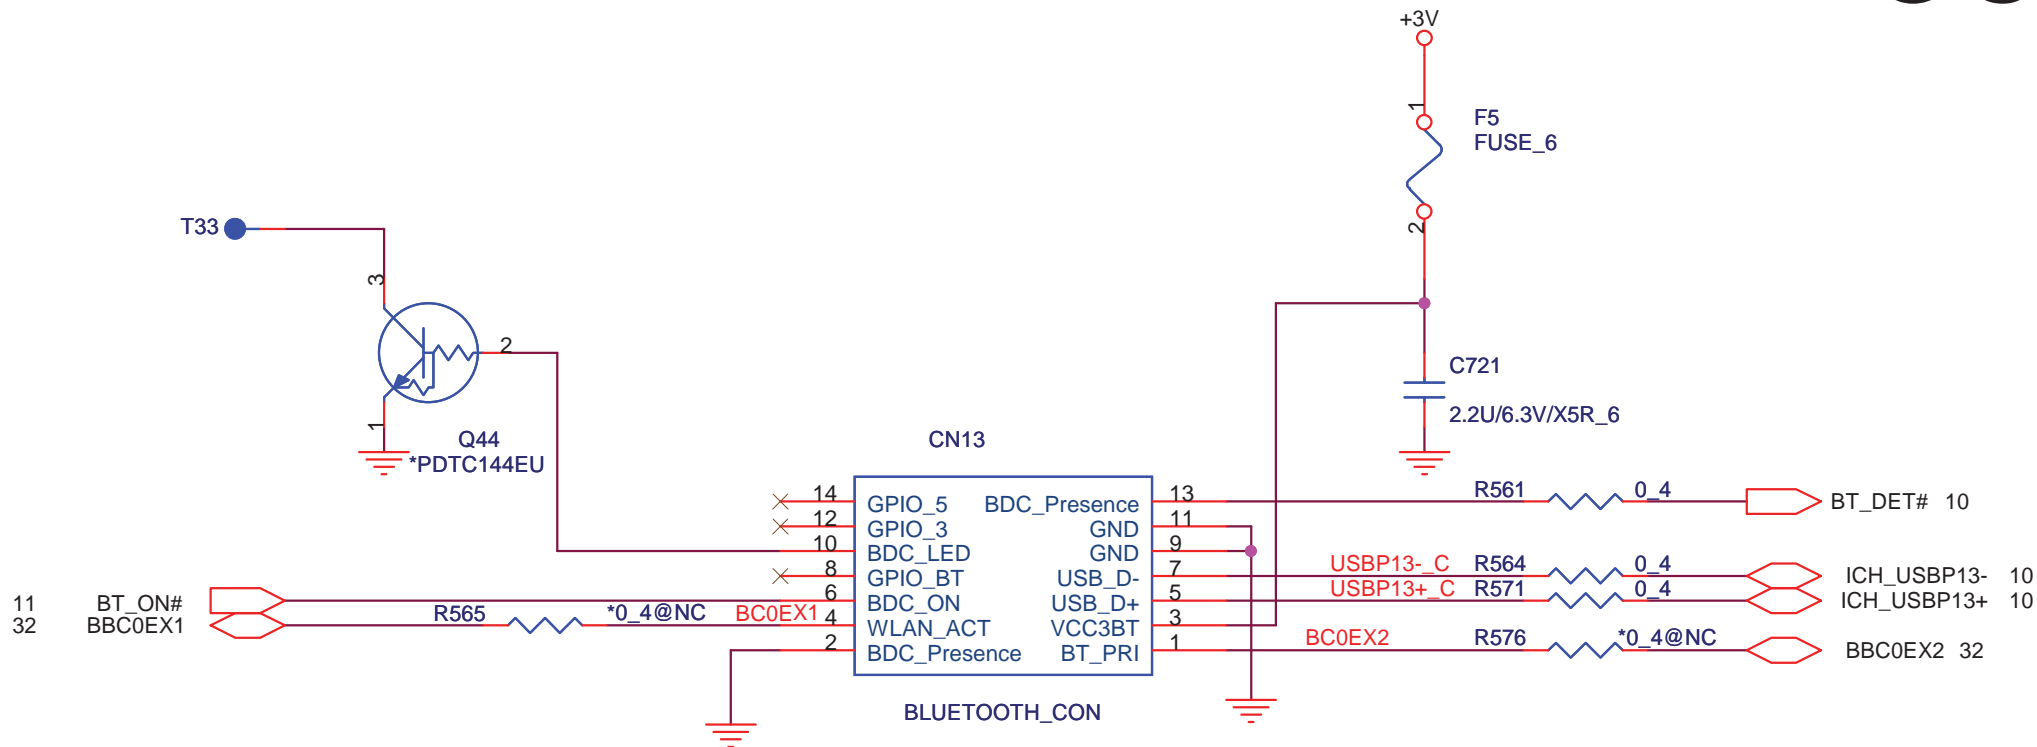 +3V
1
F5
FUSE_6
2
T33
3
2
1
Q44
*PDTC144EU
C721
2.2U/6.3V/X5R_6
CN13
14 GPIO_5 BDC_Presence 13 R561 0_4 BT_DET# 10
12 GPIO_3 GND 11
10 BDC_LED GND 9
8 GPIO_BT USB_D- 7 USBP13-_C R564 0_4 ICH_USBP13- 10
11 BT_ON# 6 BDC_ON USB_D+ 5 USBP13+_C R571 0_4 ICH_USBP13+ 10
32 BBC0EX1 R565 *0_4@NC BC0EX1 4 WLAN_ACT VCC3BT 3
2 BDC_Presence BT_PRI 1 BC0EX2 R576 *0_4@NC BBC0EX2 32
BLUETOOTH_CON